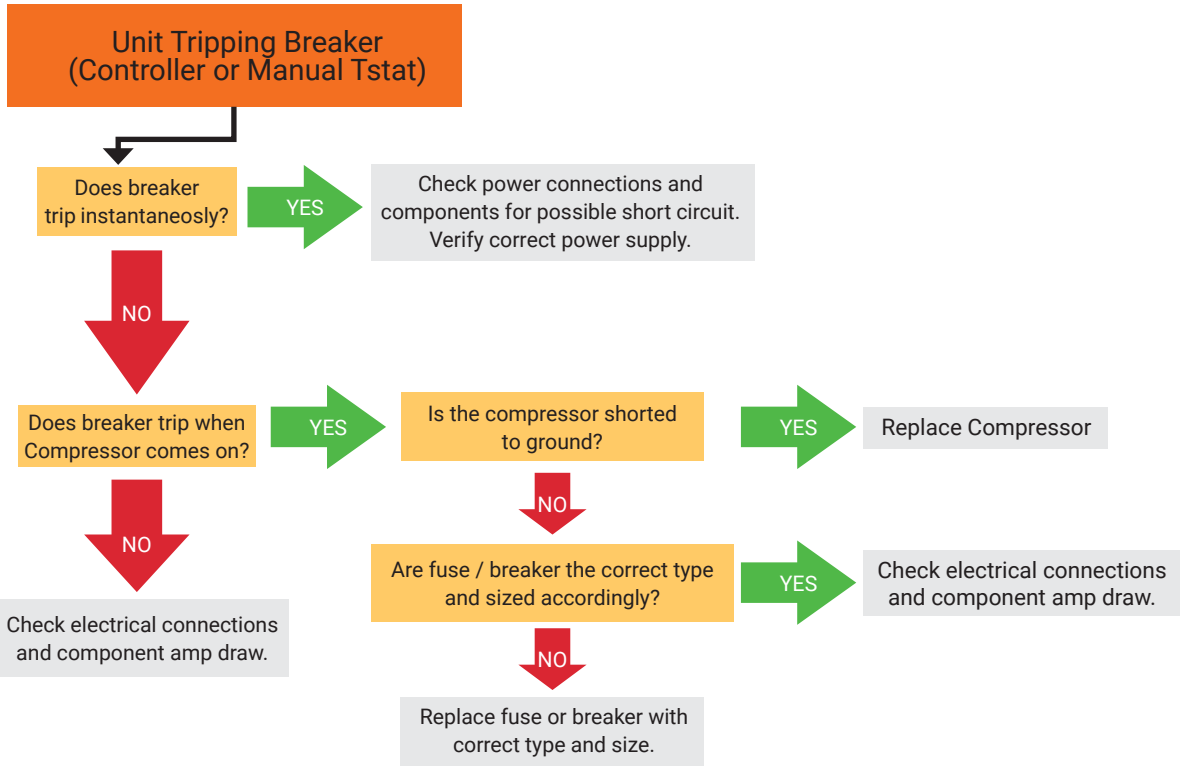 Unit Tripping Breaker
(Controller or Manual Tstat)
Does breaker
trip instantaneosly?
YES
Check power connections and
components for possible short circuit.
Verify correct power supply.
NO
Does breaker trip when
Compressor comes on?
YES
Is the compressor shorted
to ground?
YES
Replace Compressor
NO
NO
Are fuse / breaker the correct type
and sized accordingly?
YES
Check electrical connections
and component amp draw.
Check electrical connections
and component amp draw.
NO
Replace fuse or breaker with
correct type and size.